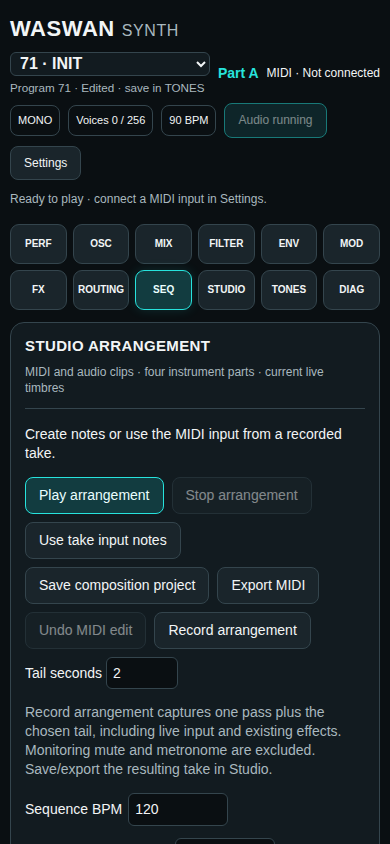 WASWAN SYNTH
71 · INIT
Part A MIDI · Not connected
Program 71 · Edited · save in TONES
MONO Voices 0 / 256 90 BPM Audio running
Settings
Ready to play · connect a MIDI input in Settings.
PERF OSC MIX FILTER ENV MOD
FX ROUTING SEQ STUDIO TONES DIAG
STUDIO ARRANGEMENT
MIDI and audio clips · four instrument parts · current live
timbres
Create notes or use the MIDI input from a recorded
take.
Play arrangement Stop arrangement
Use take input notes
Save composition project Export MIDI
Undo MIDI edit Record arrangement
Tail seconds 2
Record arrangement captures one pass plus the
chosen tail, including live input and existing effects.
Monitoring mute and metronome are excluded.
Save/export the resulting take in Studio.
Sequence BPM 120